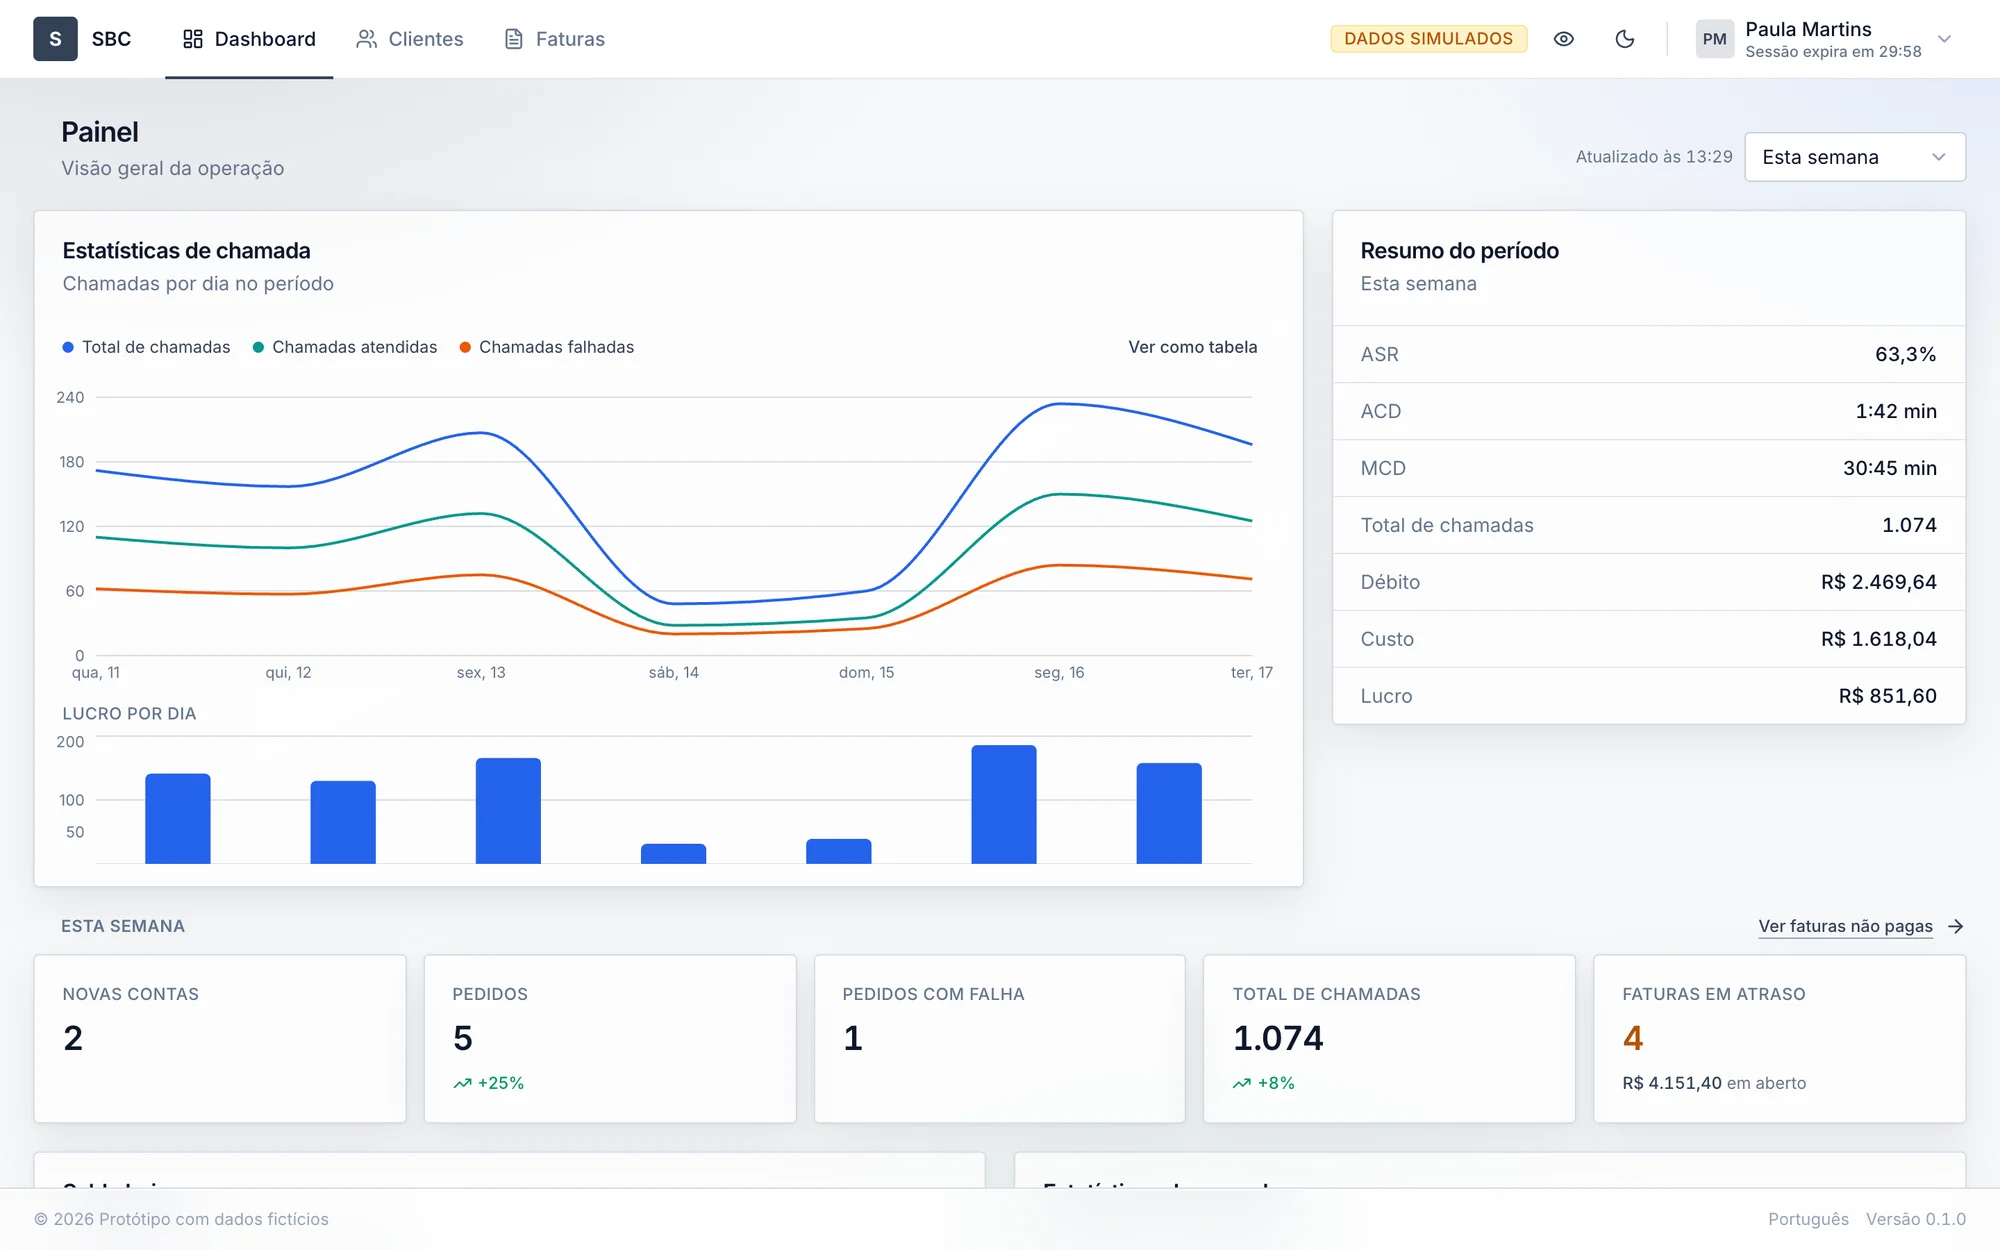 S SBC Dashboard Clientes Faturas DADOS SIMULADOS PM Paula Martins
Sessão expira em 29:58
Painel
Visão geral da operação
Atualizado às 13:29 Esta semana
Estatísticas de chamada
Chamadas por dia no período
Total de chamadas Chamadas atendidas Chamadas falhadas Ver como tabela
240
180
120
60
0
qua, 11 qui, 12 sex, 13 sáb, 14 dom, 15 seg, 16 ter, 17
LUCRO POR DIA
200
100
50
Resumo do período
Esta semana
ASR 63,3%
ACD 1:42 min
MCD 30:45 min
Total de chamadas 1.074
Débito R$ 2.469,64
Custo R$ 1.618,04
Lucro R$ 851,60
ESTA SEMANA Ver faturas não pagas
NOVAS CONTAS
2
PEDIDOS
5
+25%
PEDIDOS COM FALHA
1
TOTAL DE CHAMADAS
1.074
+8%
FATURAS EM ATRASO
4
R$ 4.151,40 em aberto
© 2026 Protótipo com dados fictícios Português Versão 0.1.0